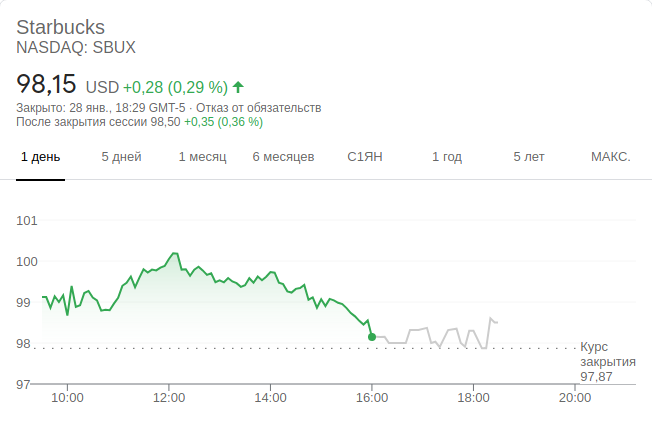 Starbucks
NASDAQ: SBUX
98,15 USD +0,28 (0,29 %)
Закрыто: 28 янв., 18:29 GMT-5 · Отказ от обязательств
После закрытия сессии 98,50 +0,35 (0,36 %)
1 день 5 дней 1 месяц 6 месяцев С1ЯН 1 год 5 лет МАКС.
101
100
99
98
Курс
закрытия
97,87
97
10:00 12:00 14:00 16:00 18:00 20:00